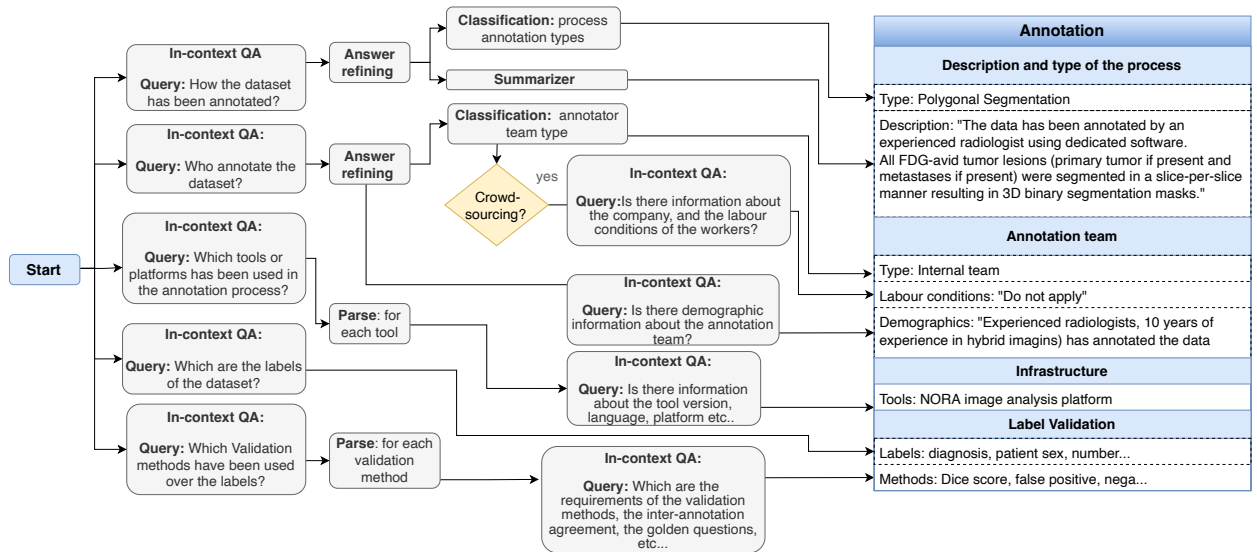 Start
In-context QA
Query: How the dataset
has been annotated?
Answer
refining
Classification: process
annotation types
Summarizer
In-context QA:
Query: Who annotate the
dataset?
Answer
refining
Classification: annotator
team type
Crowd-
sourcing?
yes
In-context QA:
Query:Is there information about
the company, and the labour
conditions of the workers?
In-context QA:
Query: Is there demographic
information about the annotation
team?
In-context QA:
Query: Which tools or
platforms has been used in
the annotation process?
Parse: for
each tool
In-context QA:
Query: Is there information
about the tool version,
language, platform etc..
In-context QA:
Query: Which are the labels
of the dataset?
In-context QA:
Query: Which Validation
methods have been used
over the labels?
Parse: for each
validation
method
In-context QA:
Query: Which are the
requirements of the validation
methods, the inter-annotation
agreement, the golden questions,
etc...
Annotation
Description and type of the process
Type: Polygonal Segmentation
Description: "The data has been annotated by an
experienced radiologist using dedicated software.
All FDG-avid tumor lesions (primary tumor if present and
metastases if present) were segmented in a slice-per-slice
manner resulting in 3D binary segmentation masks."
Annotation team
Type: Internal team
Labour conditions: "Do not apply"
Demographics: "Experienced radiologists, 10 years of
experience in hybrid imagins) has annotated the data
Infrastructure
Tools: NORA image analysis platform
Label Validation
Labels: diagnosis, patient sex, number...
Methods: Dice score, false positive, nega...